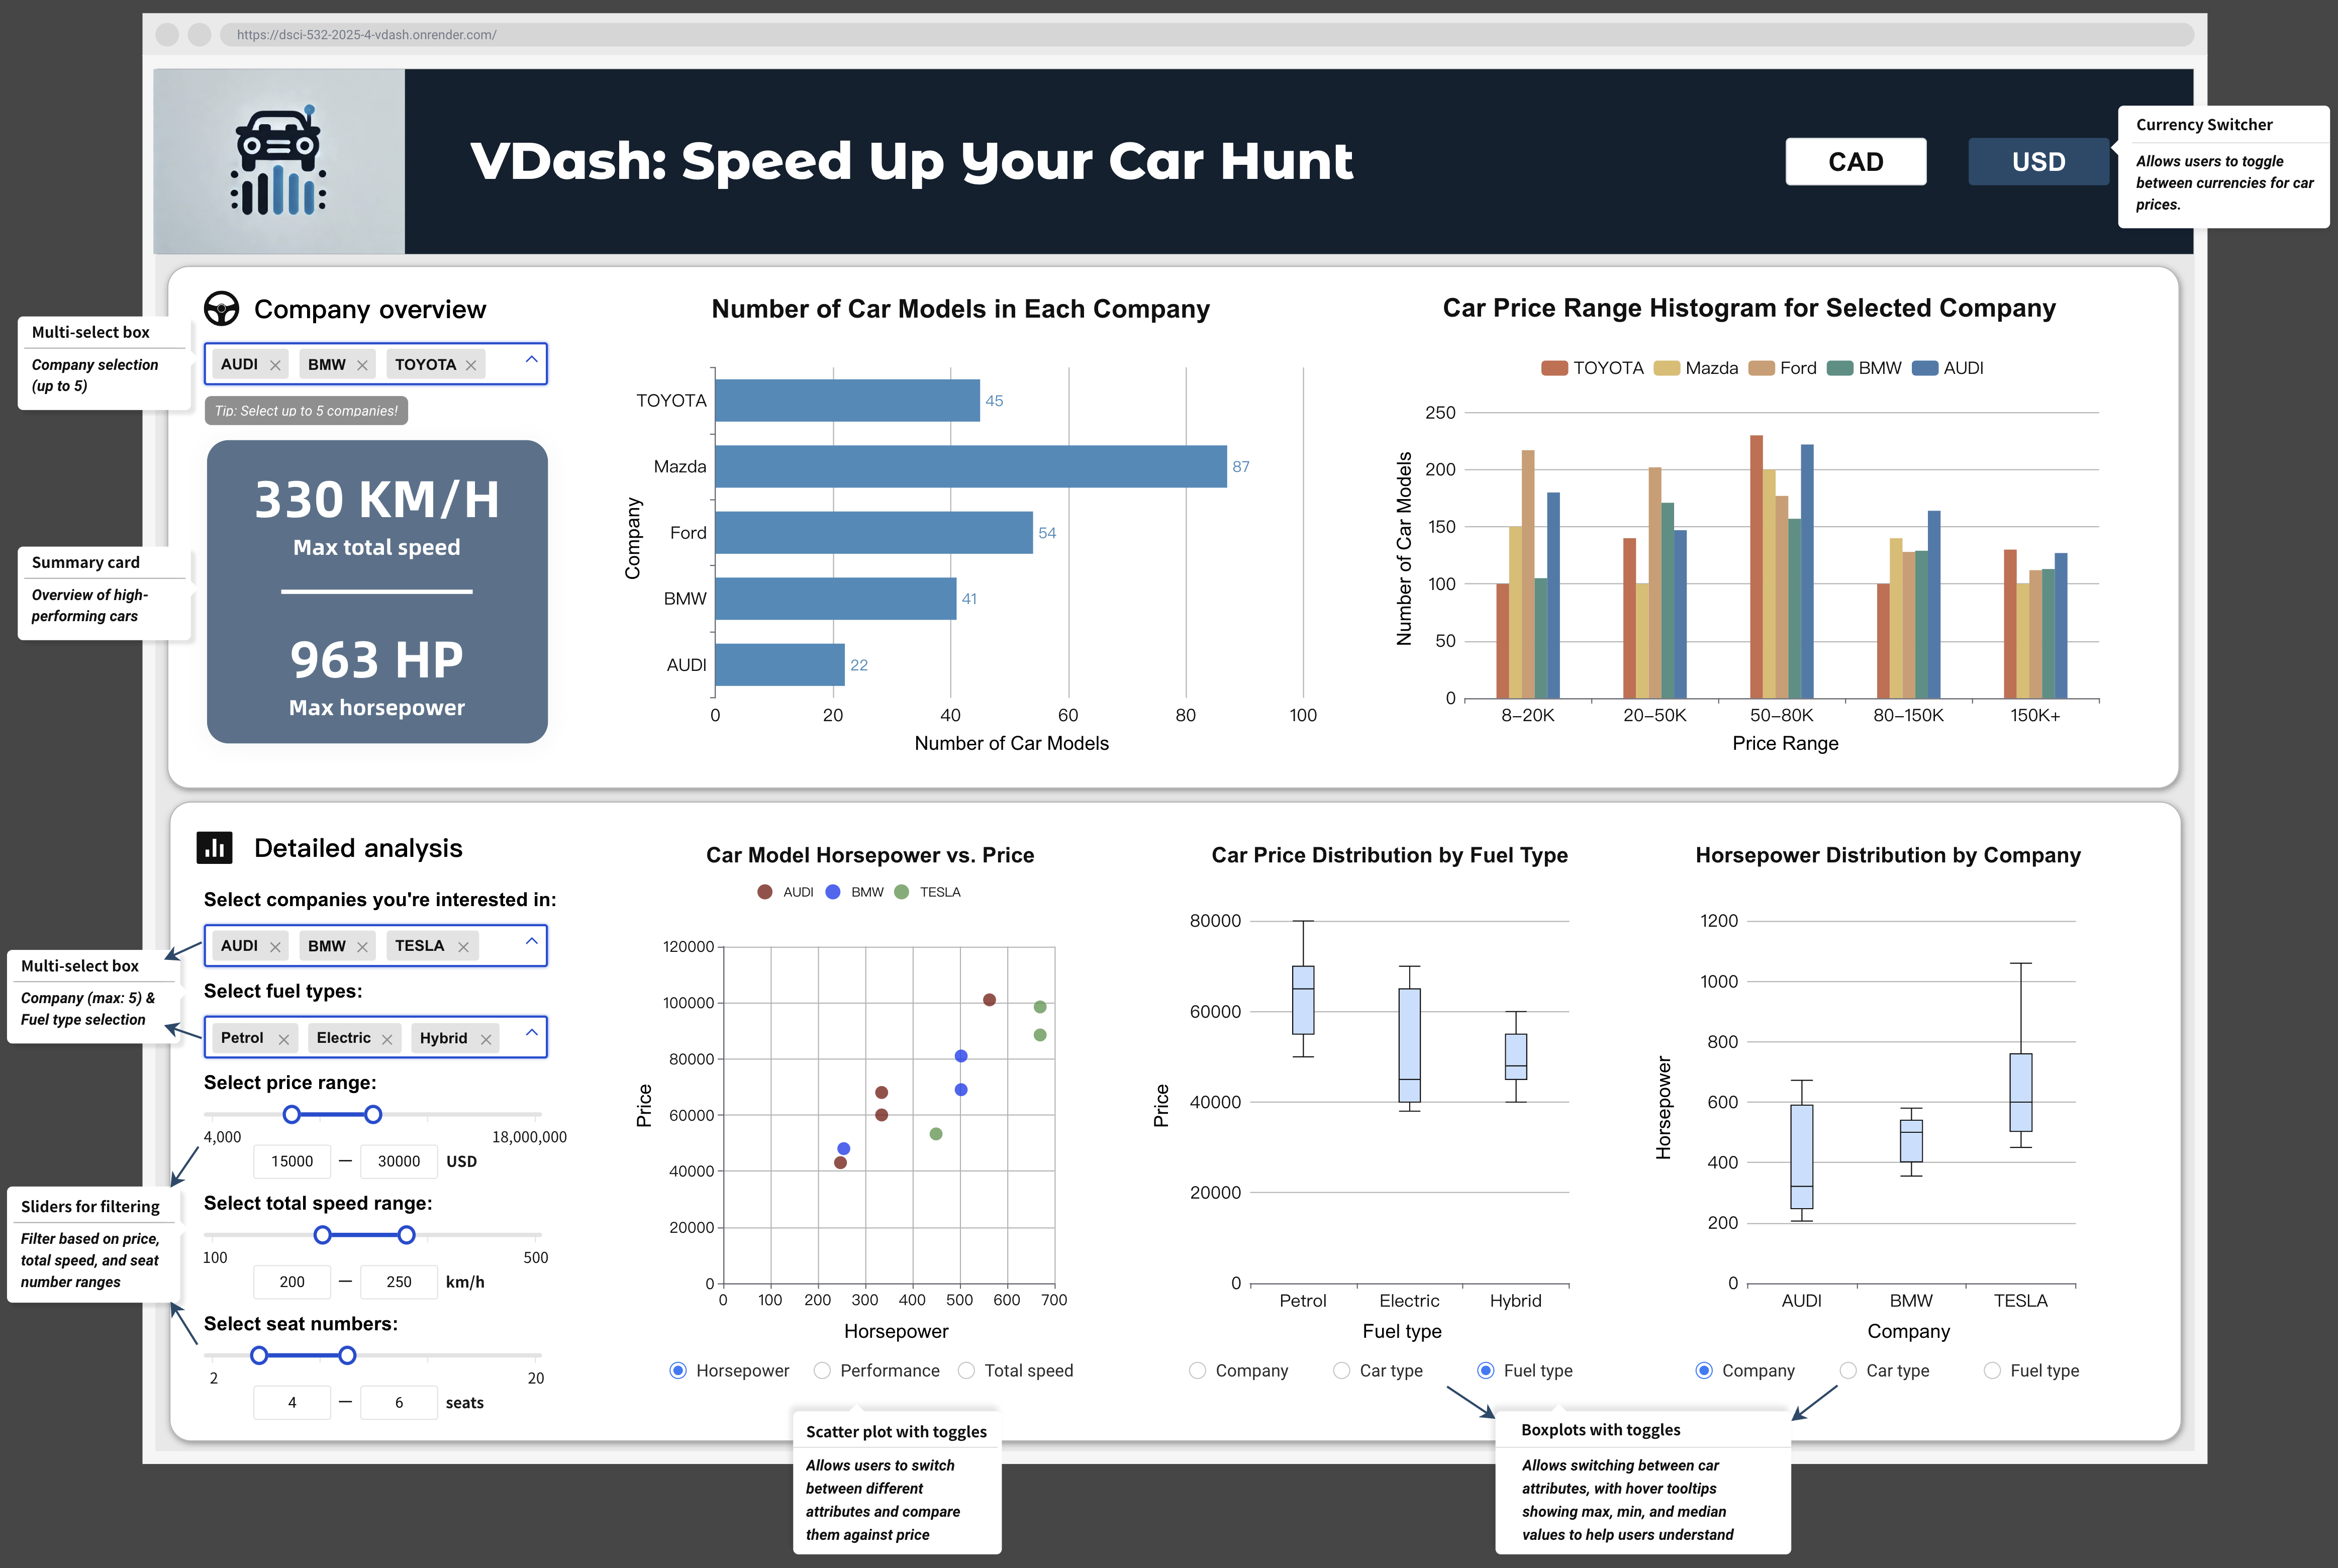 https://dsci-532-2025-4-vdash.onrender.com/
VDash: Speed Up Your Car Hunt
CAD
USD
Currency Switcher
Allows users to toggle
between currencies for car
prices.
Multi-select box
Company selection
(up to 5)
Company overview
AUDI
BMW
TOYOTA
Tip: Select up to 5 companies!
Summary card
Overview of high-
performing cars
330 KM/H
Max total speed
963 HP
Max horsepower
Number of Car Models in Each Company
Company
TOYOTA
45
Mazda
87
Ford
54
BMW
41
AUDI
22
0 20 40 60 80 100
Number of Car Models
Car Price Range Histogram for Selected Company
TOYOTA Mazda Ford BMW AUDI
Number of Car Models
250
200
150
100
50
0
8–20K 20–50K 50–80K 80–150K 150K+
Price Range
Detailed analysis
Select companies you're interested in:
AUDI
BMW
TESLA
Select fuel types:
Petrol
Electric
Hybrid
Multi-select box
Company (max: 5) &
Fuel type selection
Select price range:
4,000 18,000,000
15000 — 30000 USD
Select total speed range:
100 500
200 — 250 km/h
Select seat numbers:
2 20
4 — 6 seats
Sliders for filtering
Filter based on price,
total speed, and seat
number ranges
Car Model Horsepower vs. Price
AUDI BMW TESLA
Price
120000
100000
80000
60000
40000
20000
0
0 100 200 300 400 500 600 700
Horsepower
Horsepower Performance Total speed
Scatter plot with toggles
Allows users to switch
between different
attributes and compare
them against price
Car Price Distribution by Fuel Type
Price
80000
60000
40000
20000
0
Petrol Electric Hybrid
Fuel type
Company Car type Fuel type
Horsepower Distribution by Company
Horsepower
1200
1000
800
600
400
200
0
AUDI BMW TESLA
Company
Company Car type Fuel type
Boxplots with toggles
Allows switching between car
attributes, with hover tooltips
showing max, min, and median
values to help users understand